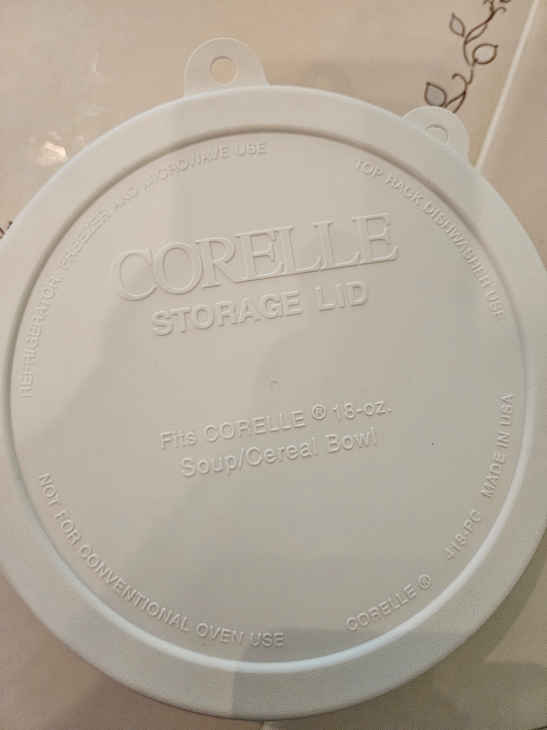 REFRIGERATOR, FREEZER AND MICROWAVE USE
TOP RACK DISHWASHER USE
CORELLE
STORAGE LID
Fits CORELLE ® 18-oz.
Soup/Cereal Bowl
NOT FOR CONVENTIONAL OVEN USE
CORELLE ®
418-PC
MADE IN USA